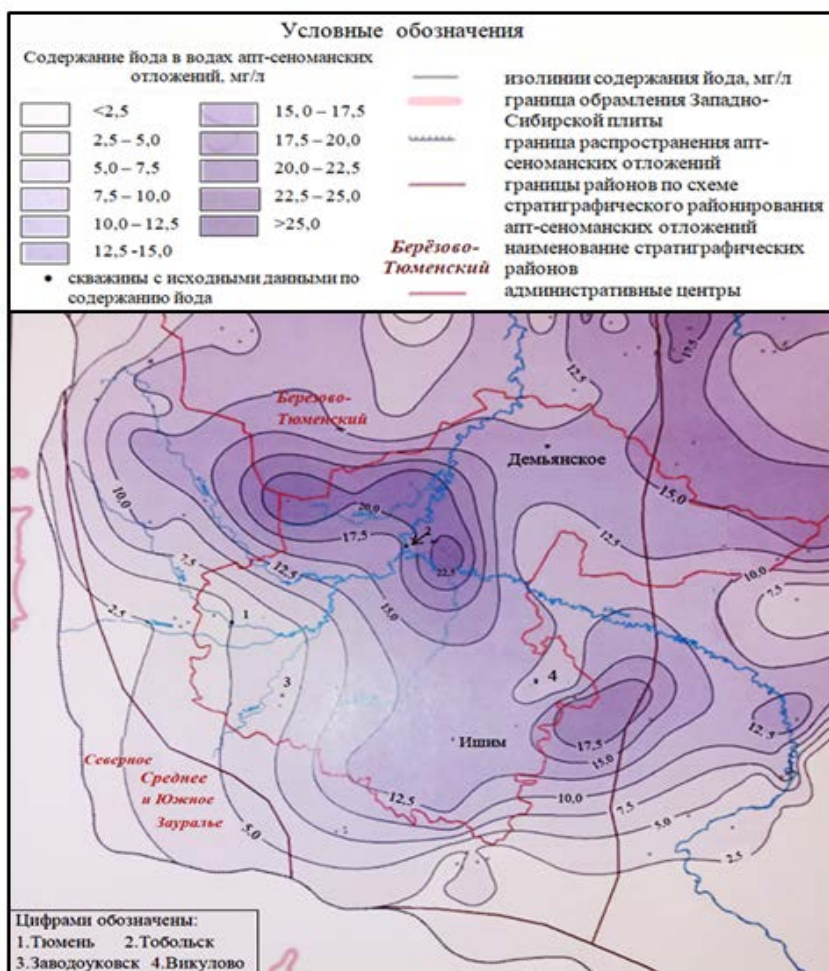 Условные обозначения
Содержание йода в водах апт-сеноманских
отложений, мг/л
<2,5
2,5 – 5,0
5,0 – 7,5
7,5 – 10,0
10,0 – 12,5
12,5 -15,0
15, 0 – 17,5
17,5 – 20,0
20,0 – 22,5
22,5 – 25,0
>25,0
скважины с исходными данными по
содержанию йода
изолинии содержания йода, мг/л
граница обрамления Западно-
Сибирской плиты
граница распространения апт-
сеноманских отложений
границы районов по схеме
стратиграфического районирования
апт-сеноманских отложений
Берёзово-
Тюменский
наименование стратиграфических
районов
административные центры
12,5
17,5
Березово-
Тюменский
Демьянское
15,0
10,0
20,0
17,5
2
12,5
22,5
12,5
10,0
7,5
7,5
2,5
1
15,0
3
4
12,5
Ишим
17,5
15,0
Северное
Среднее
и Южное
Зауралье
12,5
10,0
7,5
5,0
5,0
2,5
Цифрами обозначены:
1.Тюмень 2.Тобольск
3.Заводоуковск 4.Викулово